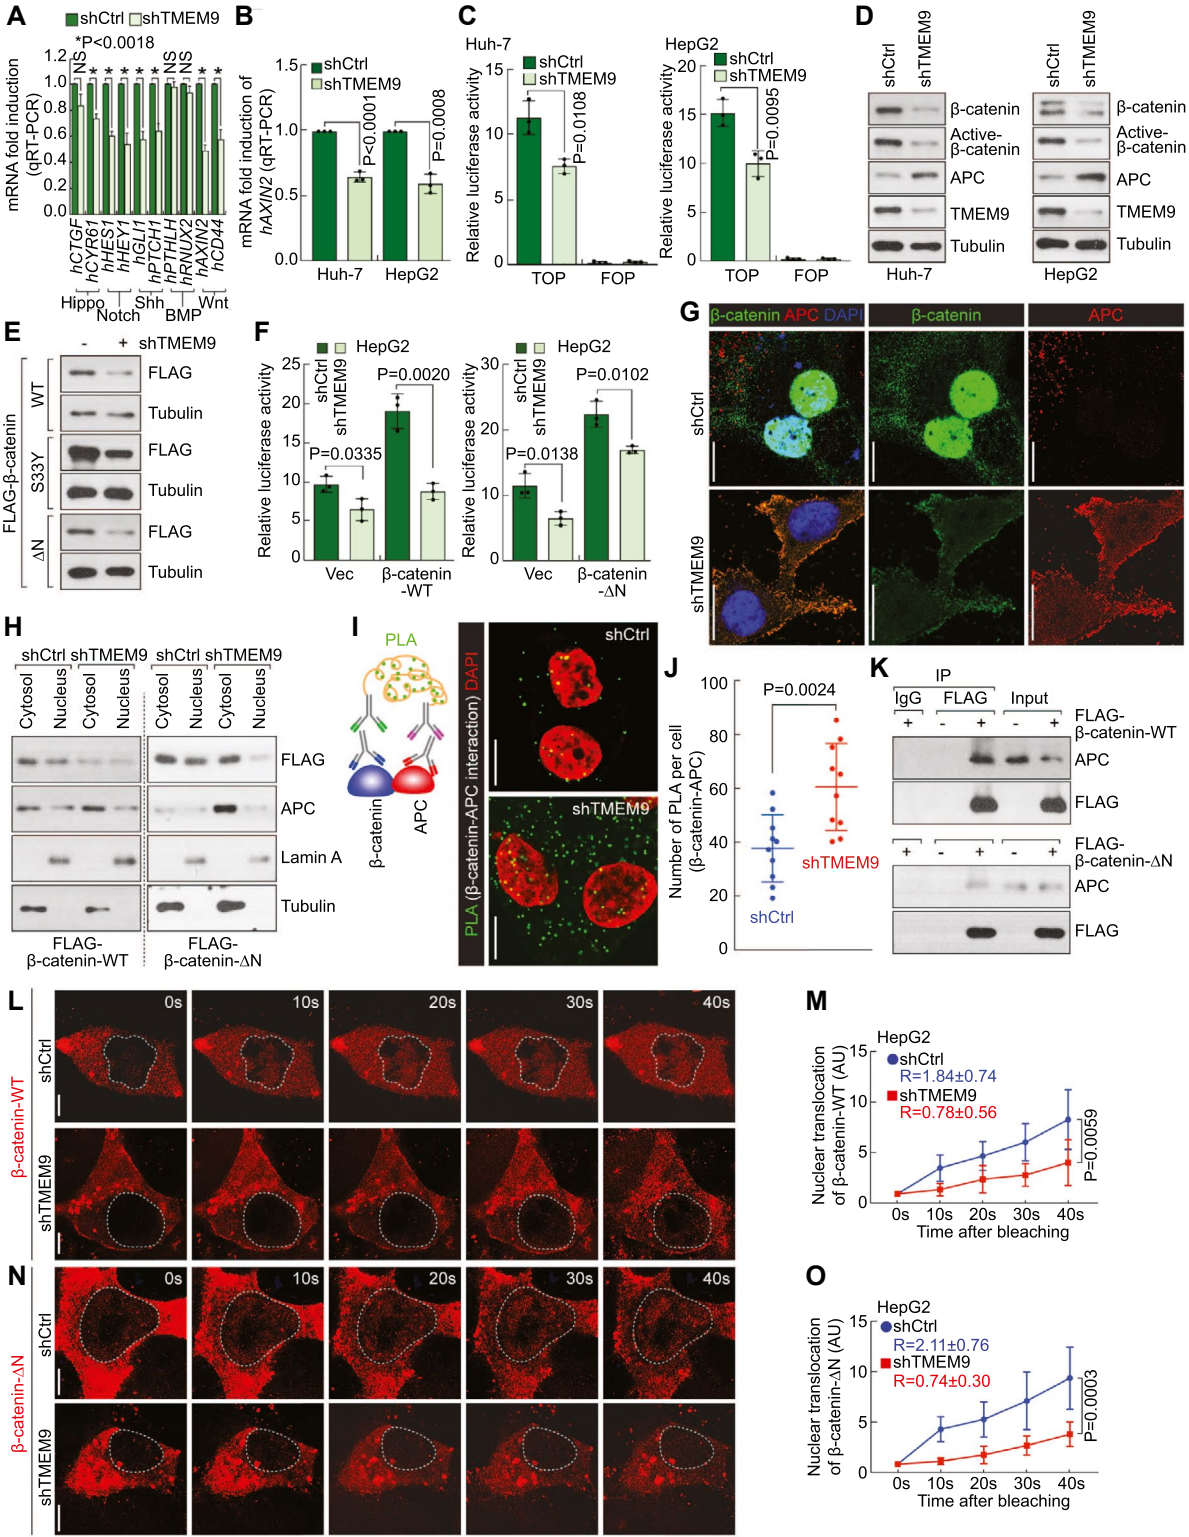 A
shCtrl shTMEM9
*P<0.0018
NS * * * * * NS NS * *
mRNA fold induction
(qRT-PCR)
1.2
1.0
0.8
0.6
0.4
0.2
0.0
hCTGF
hCYR61
hHES1
hHEY1
hGLI1
hPTCH1
hPTHLH
hRNUX2
hAXIN2
hCD44
Hippo Notch Shh BMP Wnt
B
shCtrl
shTMEM9
mRNA fold induction of
hAXIN2 (qRT-PCR)
1.5
1.0
0.5
0.0
P<0.0001
P=0.0008
Huh-7 HepG2
C
Huh-7
shCtrl
shTMEM9
Relative luciferase activity
15
10
5
0
P=0.0108
TOP FOP
HepG2
shCtrl
shTMEM9
Relative luciferase activity
20
15
10
5
0
P=0.0095
TOP FOP
D
shCtrl shTMEM9
β-catenin
Active-
β-catenin
APC
TMEM9
Tubulin
Huh-7
shCtrl shTMEM9
β-catenin
Active-
β-catenin
APC
TMEM9
Tubulin
HepG2
E
- + shTMEM9
FLAG-β-catenin
WT
FLAG
Tubulin
S33Y
FLAG
Tubulin
ΔN
FLAG
Tubulin
F
HepG2
shCtrl
shTMEM9
Relative luciferase activity
25
20
15
10
5
0
P=0.0335
P=0.0020
Vec β-catenin
-WT
HepG2
shCtrl
shTMEM9
Relative luciferase activity
30
20
10
0
P=0.0138
P=0.0102
Vec β-catenin
-ΔN
G
β-catenin APC DAPI
β-catenin
APC
shCtrl
shTMEM9
H
shCtrl shTMEM9 shCtrl shTMEM9
Cytosol Nucleus Cytosol Nucleus Cytosol Nucleus Cytosol Nucleus
FLAG
APC
Lamin A
Tubulin
FLAG-
β-catenin-WT
FLAG-
β-catenin-ΔN
I
PLA
β-catenin
APC
PLA (β-catenin-APC interaction) DAPI
shCtrl
shTMEM9
J
Number of PLA per cell
(β-catenin-APC)
100
80
60
40
20
0
P=0.0024
shTMEM9
shCtrl
K
IP
IgG FLAG Input
+ - + - + FLAG-
β-catenin-WT
APC
FLAG
+ - + - + FLAG-
β-catenin-ΔN
APC
FLAG
L
β-catenin-WT
0s 10s 20s 30s 40s
shCtrl
shTMEM9
M
HepG2
shCtrl
R=1.84±0.74
shTMEM9
R=0.78±0.56
Nuclear translocation
of β-catenin-WT (AU)
15
10
5
0
P=0.0059
0s 10s 20s 30s 40s
Time after bleaching
N
β-catenin-ΔN
0s 10s 20s 30s 40s
shCtrl
shTMEM9
O
HepG2
shCtrl
R=2.11±0.76
shTMEM9
R=0.74±0.30
Nuclear translocation
of β-catenin-ΔN (AU)
15
10
5
0
P=0.0003
0s 10s 20s 30s 40s
Time after bleaching